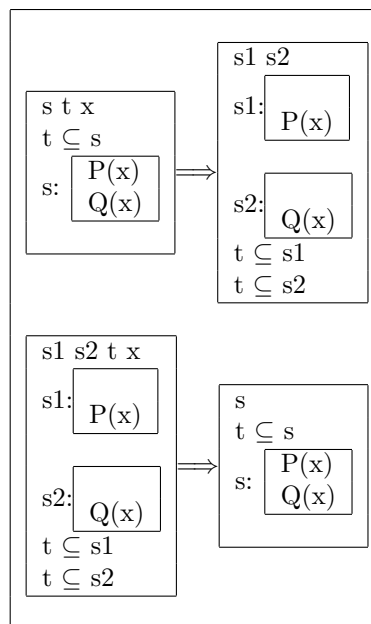 s t x
t ⊆ s
s:
P(x)
Q(x)
⟹
s1 s2
s1:
P(x)
s2:
Q(x)
t ⊆ s1
t ⊆ s2
s1 s2 t x
s1:
P(x)
s2:
Q(x)
t ⊆ s1
t ⊆ s2
⟹
s
t ⊆ s
s:
P(x)
Q(x)